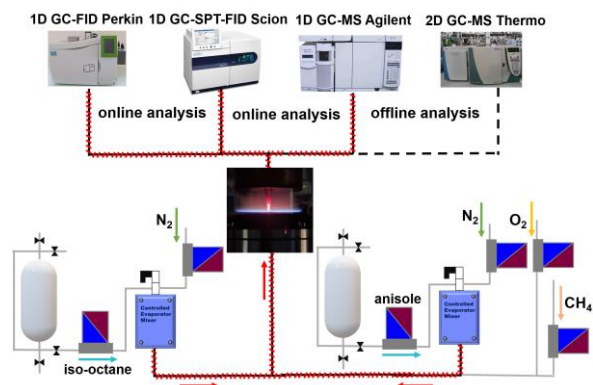 1D GC-FID Perkin 1D GC-SPT-FID Scion 1D GC-MS Agilent 2D GC-MS Thermo
online analysis online analysis offline analysis
N2 N2 O2
CH4
anisole
iso-octane
Controlled
Evaporator
Mixer
Controlled
Evaporator
Mixer